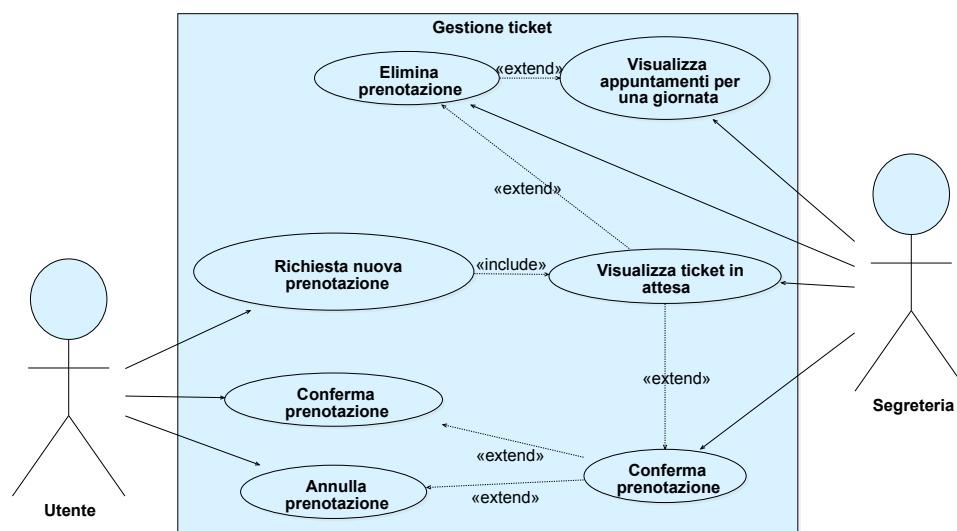 Gestione ticket
Elimina
prenotazione
«extend»
Visualizza
appuntamenti per
una giornata
«extend»
Richiesta nuova
prenotazione
«include»
Visualizza ticket in
attesa
«extend»
Conferma
prenotazione
Segreteria
«extend»
Conferma
prenotazione
Annulla
prenotazione
«extend»
Utente